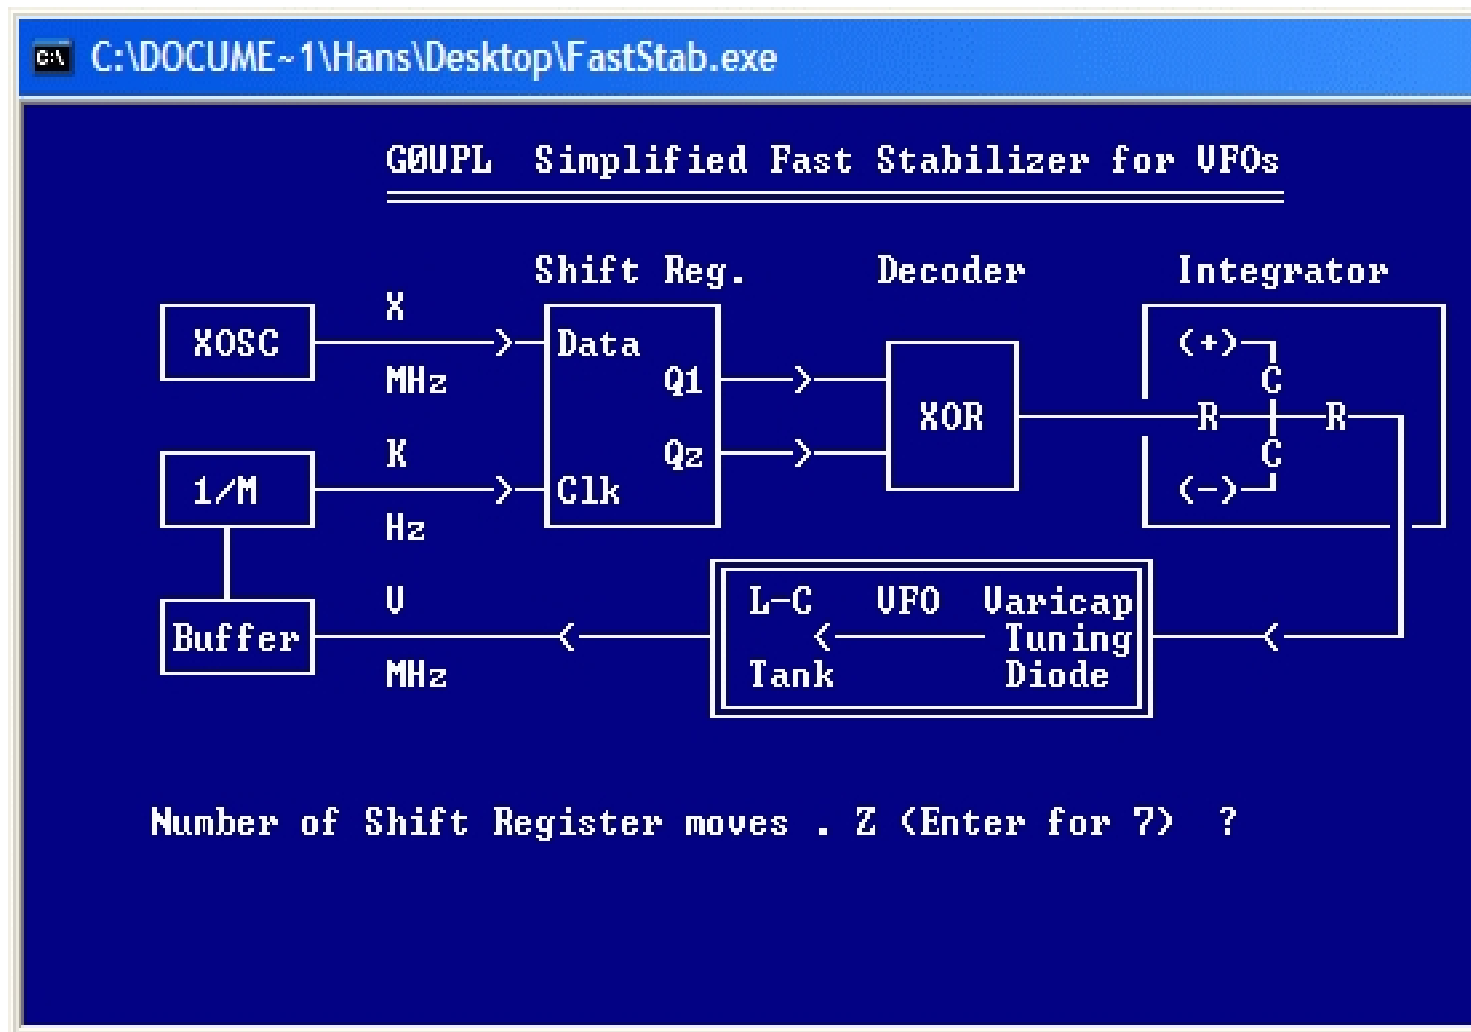 C:\DOCUME~1\Hans\Desktop\FastStab.exe
GØUPL Simplified Fast Stabilizer for VFOs
Shift Reg. Decoder Integrator
X
XOSC Data (+)
MHz Q1 C
XOR R R
K Qz C
1/M Clk (-)
Hz
V L-C VFO Varicap
Buffer Tuning
MHz Tank Diode
Number of Shift Register moves . Z (Enter for 7) ?